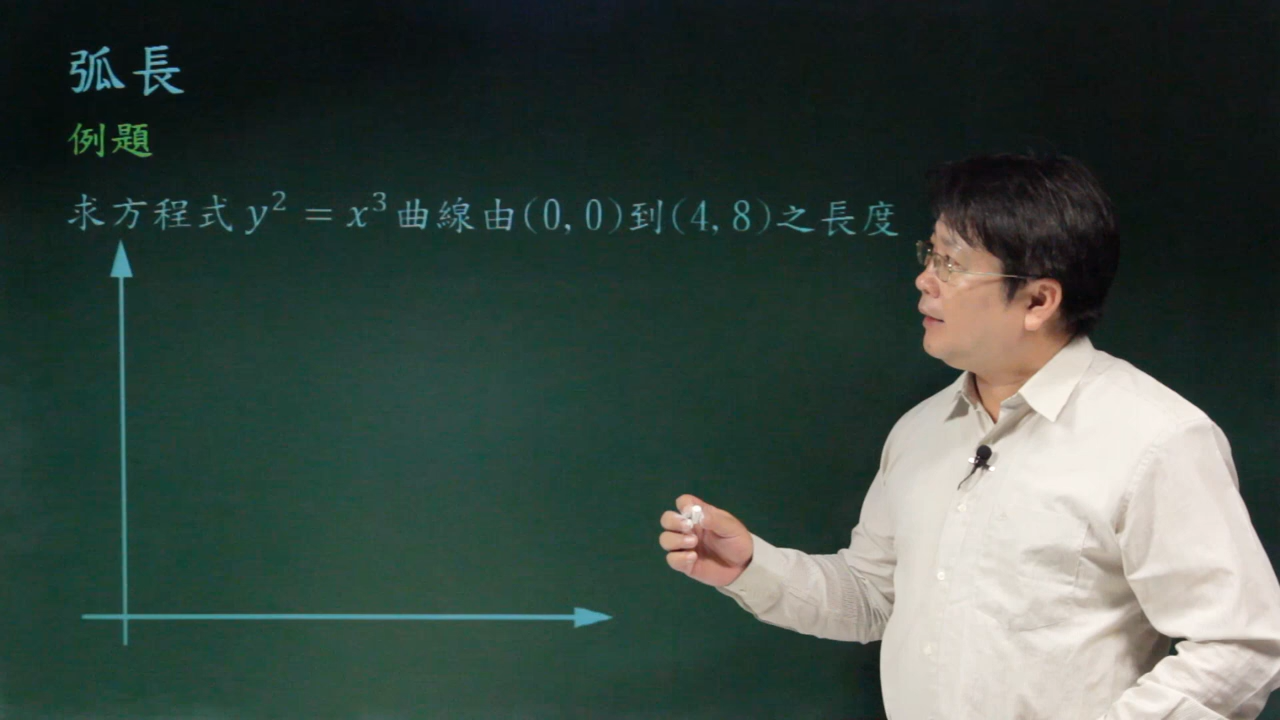 弧長
例題
求方程式 y² = x³ 曲線由(0, 0)到(4, 8)之長度